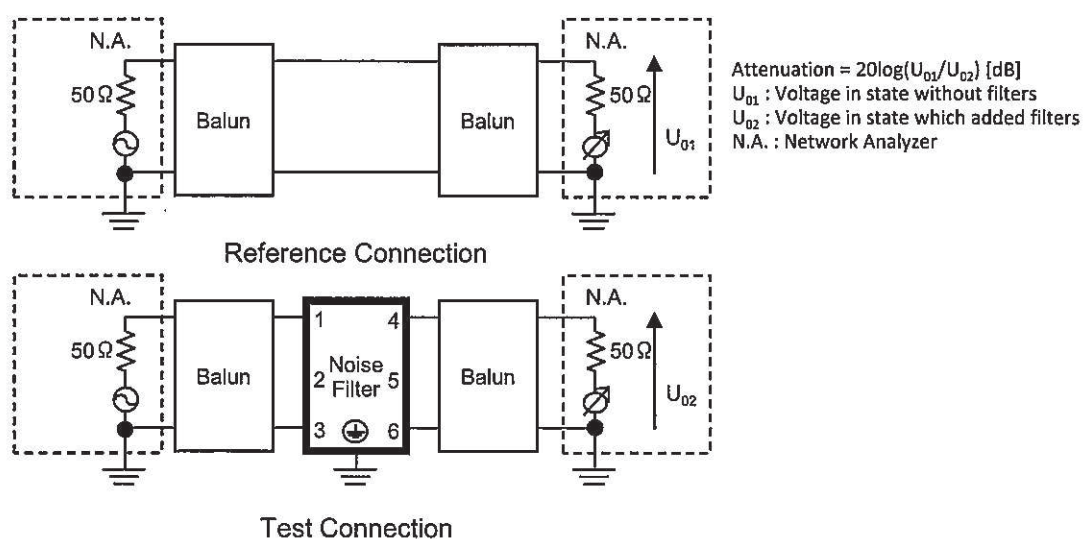 N.A.
50Ω
Balun
Balun
N.A.
50Ω
U01
Attenuation = 20log(U01/U02) [dB]
U01 : Voltage in state without filters
U02 : Voltage in state which added filters
N.A. : Network Analyzer
Reference Connection
N.A.
50Ω
Balun
1 4
2 Noise Filter 5
3 6
Balun
N.A.
50Ω
U02
Test Connection